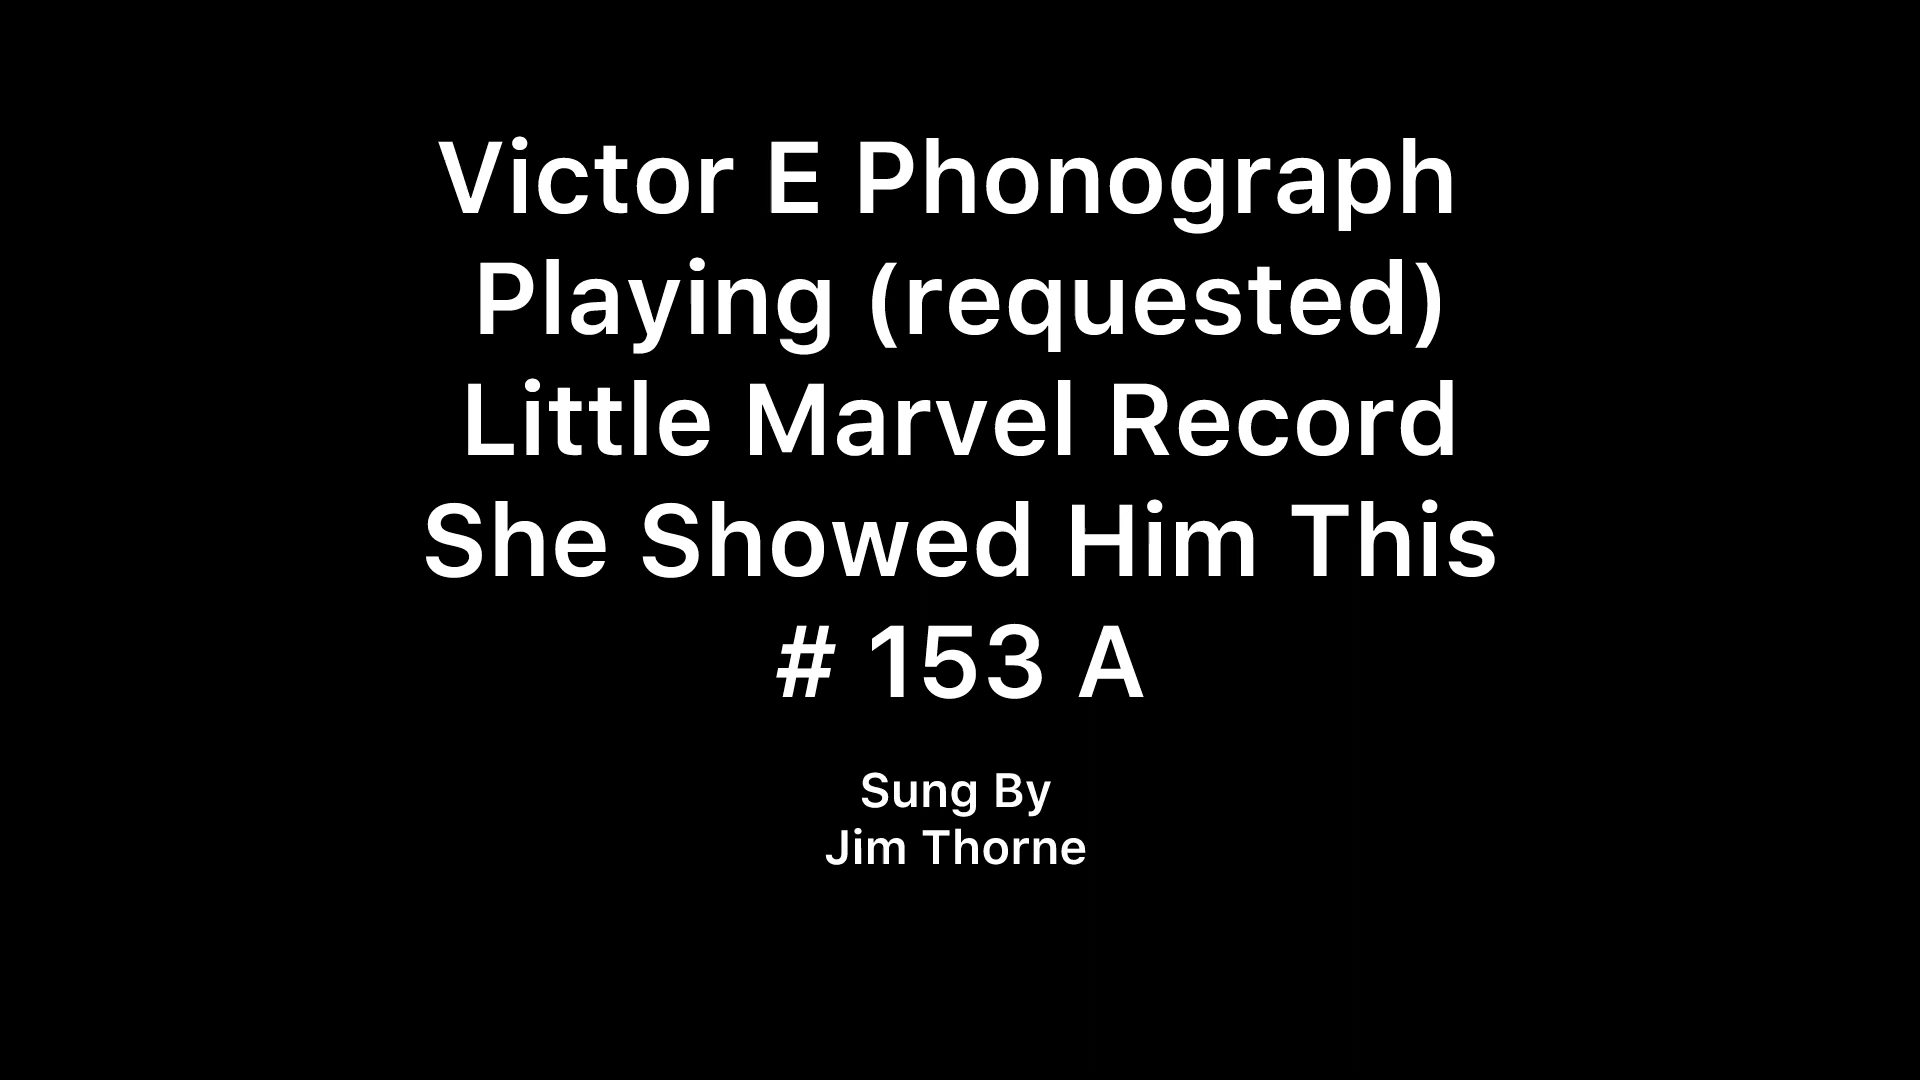 Victor E Phonograph
Playing (requested)
Little Marvel Record
She Showed Him This
# 153 A
Sung By
Jim Thorne